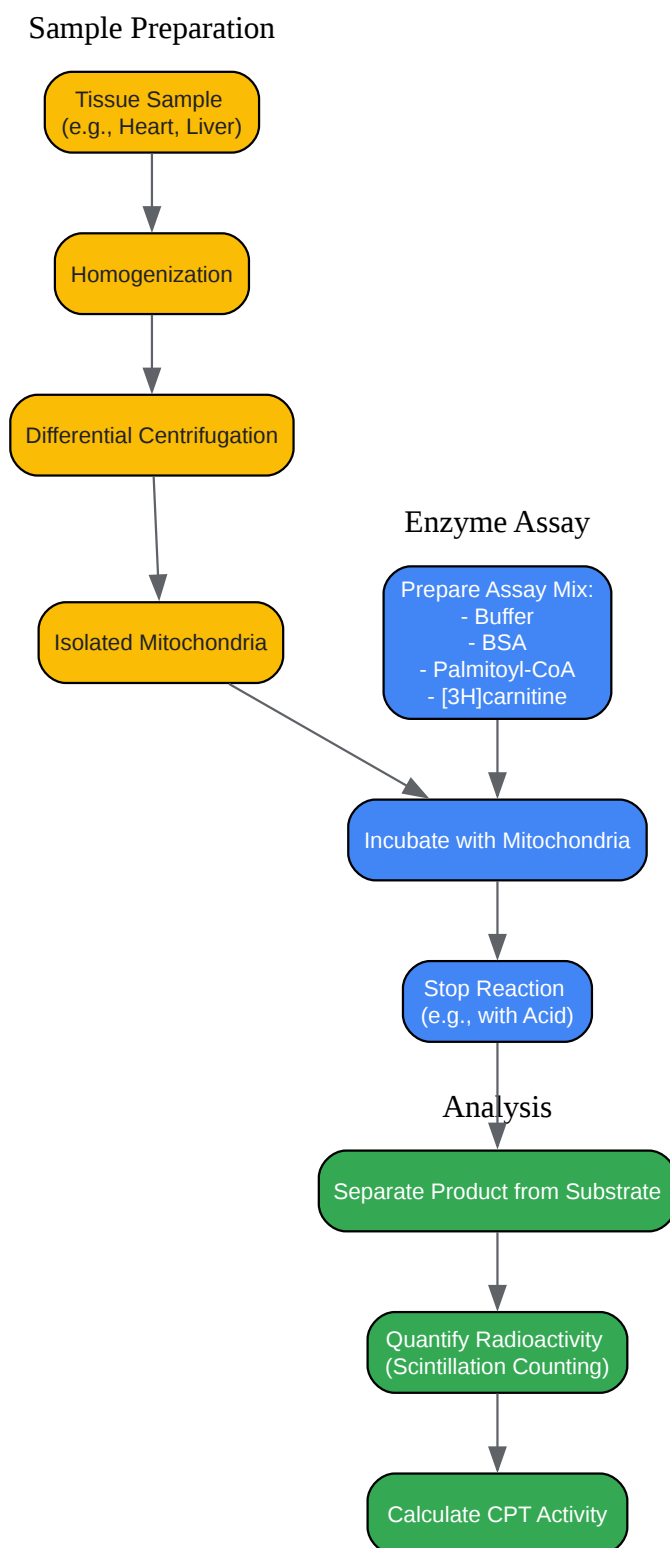 Sample Preparation
Tissue Sample
(e.g., Heart, Liver)
Homogenization
Differential Centrifugation
Isolated Mitochondria
Enzyme Assay
Prepare Assay Mix:
- Buffer
- BSA
- Palmitoyl-CoA
- [3H]carnitine
Incubate with Mitochondria
Stop Reaction
(e.g., with Acid)
Analysis
Separate Product from Substrate
Quantify Radioactivity
(Scintillation Counting)
Calculate CPT Activity